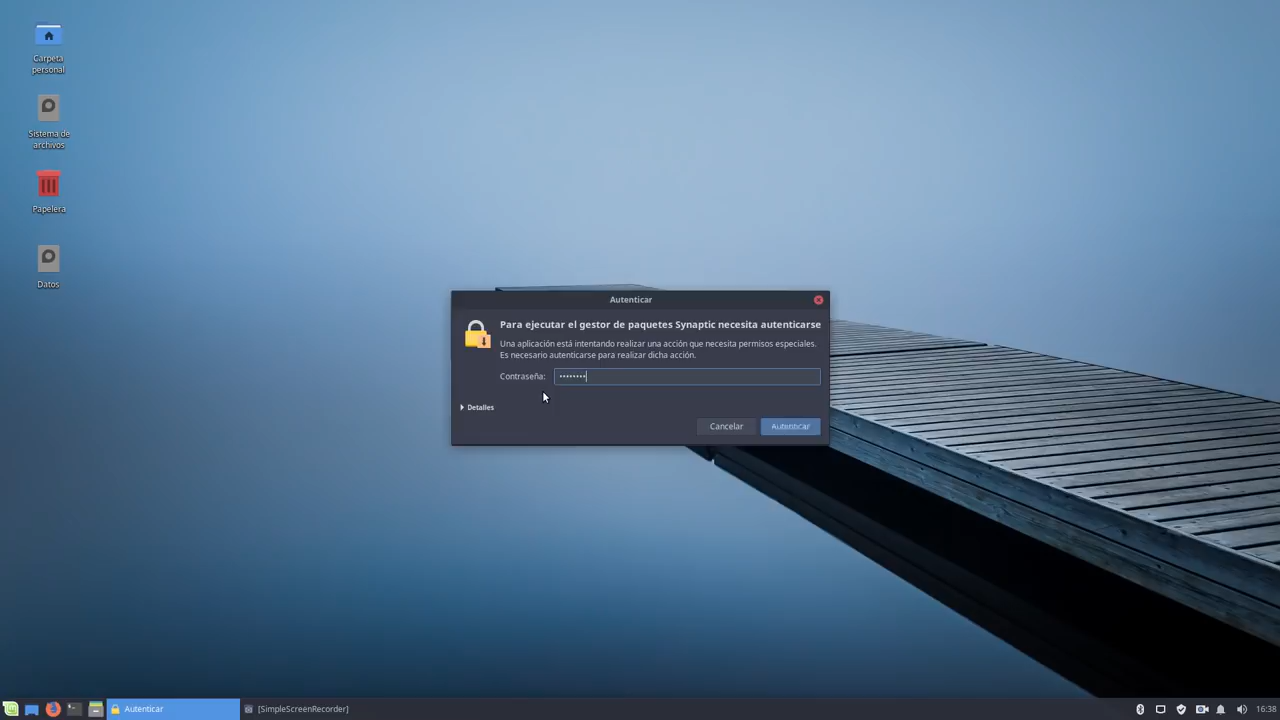 Carpeta
personal
Sistema de
archivos
Papelera
Datos
Autenticar
Para ejecutar el gestor de paquetes Synaptic necesita autenticarse
Una aplicación está intentando realizar una acción que necesita permisos especiales.
Es necesario autenticarse para realizar dicha acción.
Contraseña: ••••••••
Detalles
Cancelar
Autenticar
Autenticar
[SimpleScreenRecorder]
16:38